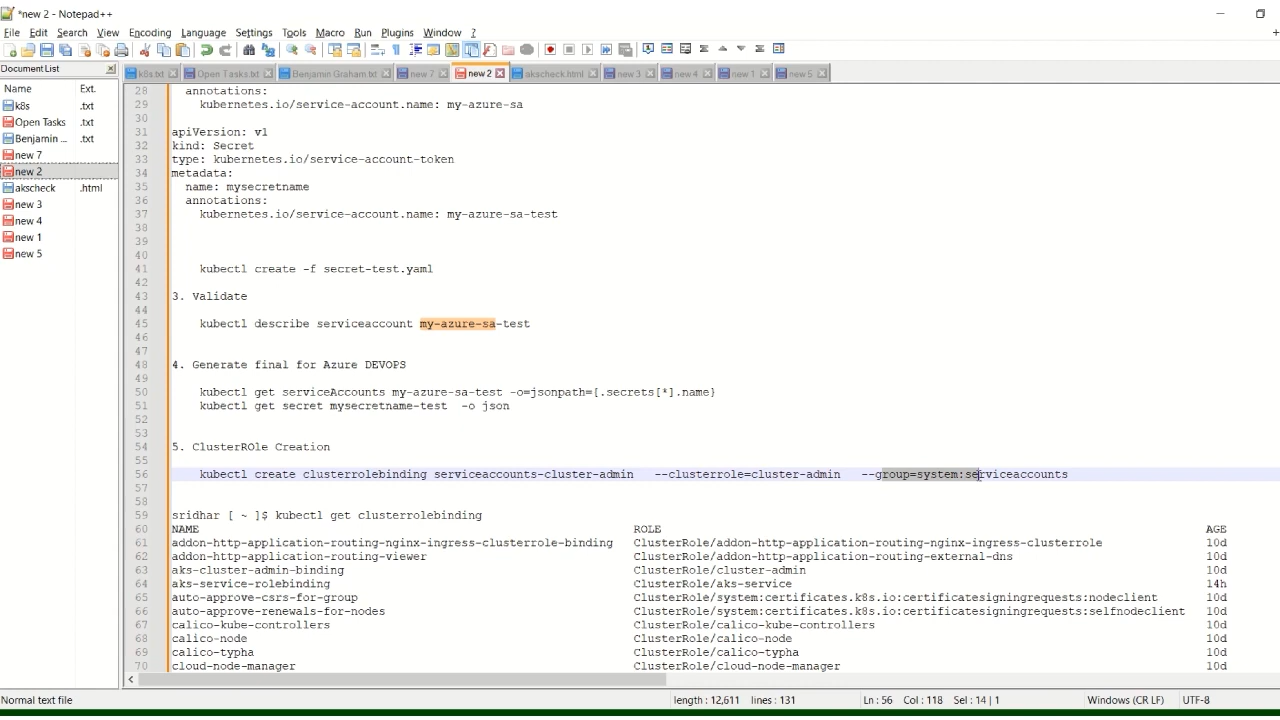 *new 2 - Notepad++
File Edit Search View Encoding Language Settings Tools Macro Run Plugins Window ?
Document List
k8s.txt Open Tasks.txt Benjamin Graham.txt new 7 new 2 akscheck.html new 3 new 4 new 1 new 5
Name Ext.
k8s .txt
Open Tasks .txt
Benjamin ... .txt
new 7
new 2
akscheck .html
new 3
new 4
new 1
new 5
28 annotations:
29 kubernetes.io/service-account.name: my-azure-sa
30
31 apiVersion: v1
32 kind: Secret
33 type: kubernetes.io/service-account-token
34 metadata:
35 name: mysecretname
36 annotations:
37 kubernetes.io/service-account.name: my-azure-sa-test
38
39
40
41 kubectl create -f secret-test.yaml
42
43 3. Validate
44
45 kubectl describe serviceaccount my-azure-sa-test
46
47
48 4. Generate final for Azure DEVOPS
49
50 kubectl get serviceAccounts my-azure-sa-test -o=jsonpath={.secrets[*].name}
51 kubectl get secret mysecretname-test -o json
52
53
54 5. ClusterROle Creation
55
56 kubectl create clusterrolebinding serviceaccounts-cluster-admin --clusterrole=cluster-admin --group=system:serviceaccounts
57
58
59 sridhar [ ~ ]$ kubectl get clusterrolebinding
60 NAME ROLE AGE
61 addon-http-application-routing-nginx-ingress-clusterrole-binding ClusterRole/addon-http-application-routing-nginx-ingress-clusterrole 10d
62 addon-http-application-routing-viewer ClusterRole/addon-http-application-routing-external-dns 10d
63 aks-cluster-admin-binding ClusterRole/cluster-admin 10d
64 aks-service-rolebinding ClusterRole/aks-service 14h
65 auto-approve-csrs-for-group ClusterRole/system:certificates.k8s.io:certificatesigningrequests:nodeclient 10d
66 auto-approve-renewals-for-nodes ClusterRole/system:certificates.k8s.io:certificatesigningrequests:selfnodeclient 10d
67 calico-kube-controllers ClusterRole/calico-kube-controllers 10d
68 calico-node ClusterRole/calico-node 10d
69 calico-typha ClusterRole/calico-typha 10d
70 cloud-node-manager ClusterRole/cloud-node-manager 10d
Normal text file length : 12,611 lines : 131 Ln : 56 Col : 118 Sel : 14 | 1 Windows (CR LF) UTF-8